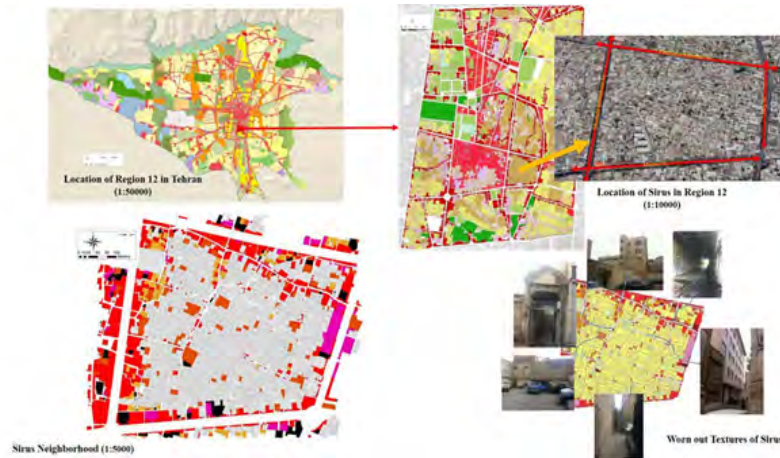 Location of Region 12 in Tehran
(1:50000)
Location of Sirus in Region 12
(1:10000)
Sirus Neighborhood (1:5000)
Worn out Textures of Sirus